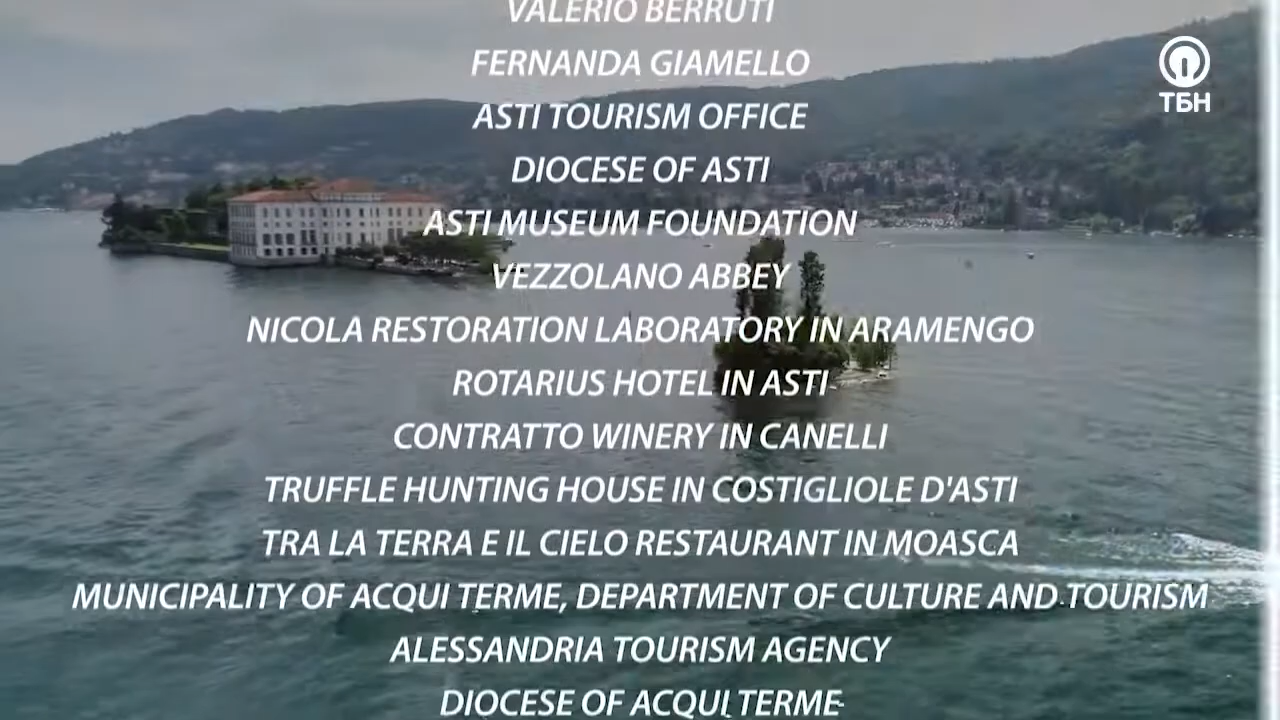 VALERIO BERRUTI
FERNANDA GIAMELLO
ASTI TOURISM OFFICE
DIOCESE OF ASTI
ASTI MUSEUM FOUNDATION
VEZZOLANO ABBEY
NICOLA RESTORATION LABORATORY IN ARAMENGO
ROTARIUS HOTEL IN ASTI
CONTRATTO WINERY IN CANELLI
TRUFFLE HUNTING HOUSE IN COSTIGLIOLE D'ASTI
TRA LA TERRA E IL CIELO RESTAURANT IN MOASCA
MUNICIPALITY OF ACQUI TERME, DEPARTMENT OF CULTURE AND TOURISM
ALESSANDRIA TOURISM AGENCY
DIOCESE OF ACQUI TERME
ТБН